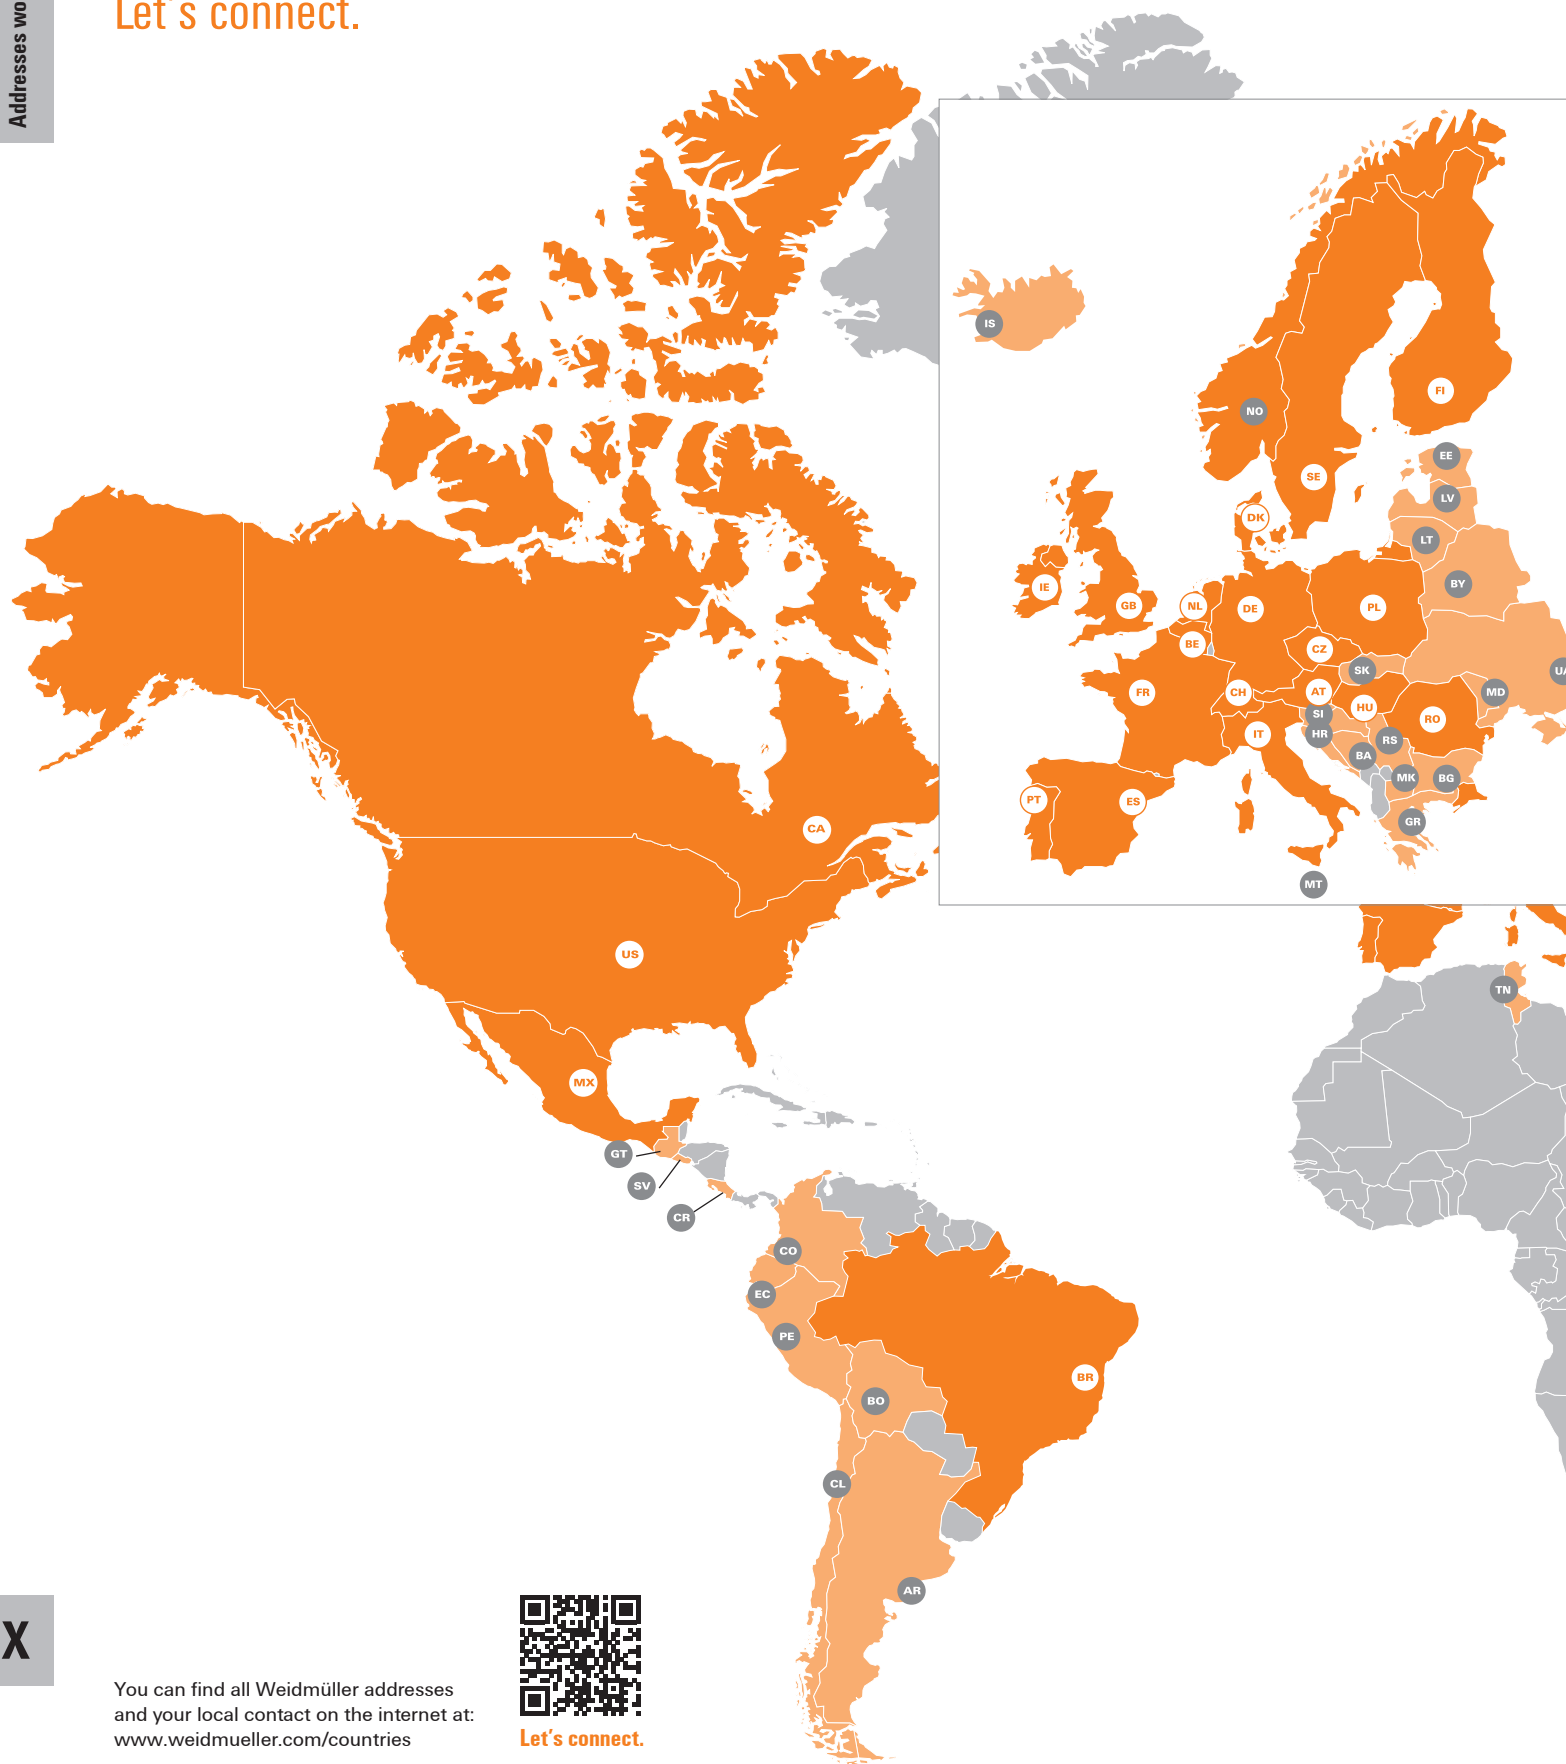 Addresses wo
Let's connect.
IS
NO
FI
SE
EE
LV
DK
LT
BY
IE
GB
NL
DE
PL
BE
CZ
SK
UA
FR
CH
AT
HU
MD
SI
RO
HR
IT
RS
BA
MK
BG
PT
ES
GR
MT
CA
US
TN
MX
GT
SV
CR
CO
EC
PE
BR
BO
CL
AR
X
You can find all Weidmüller addresses
and your local contact on the internet at:
www.weidmueller.com/countries
Let's connect.